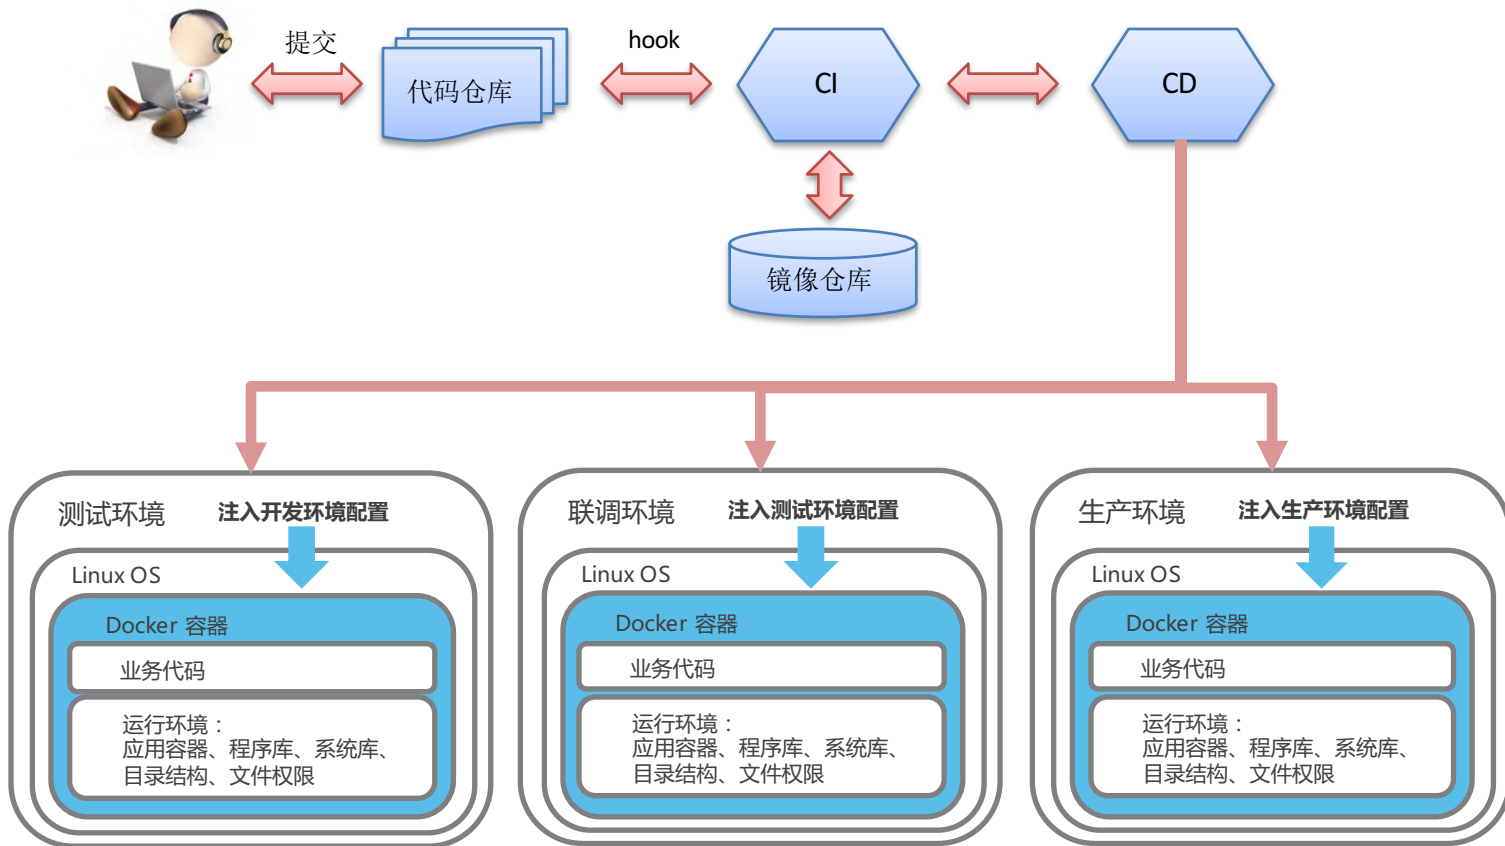 提交
hook
代码仓库
CI
CD
镜像仓库
测试环境
注入开发环境配置
Linux OS
Docker 容器
业务代码
运行环境：
应用容器、程序库、系统库、
目录结构、文件权限
联调环境
注入测试环境配置
Linux OS
Docker 容器
业务代码
运行环境：
应用容器、程序库、系统库、
目录结构、文件权限
生产环境
注入生产环境配置
Linux OS
Docker 容器
业务代码
运行环境：
应用容器、程序库、系统库、
目录结构、文件权限